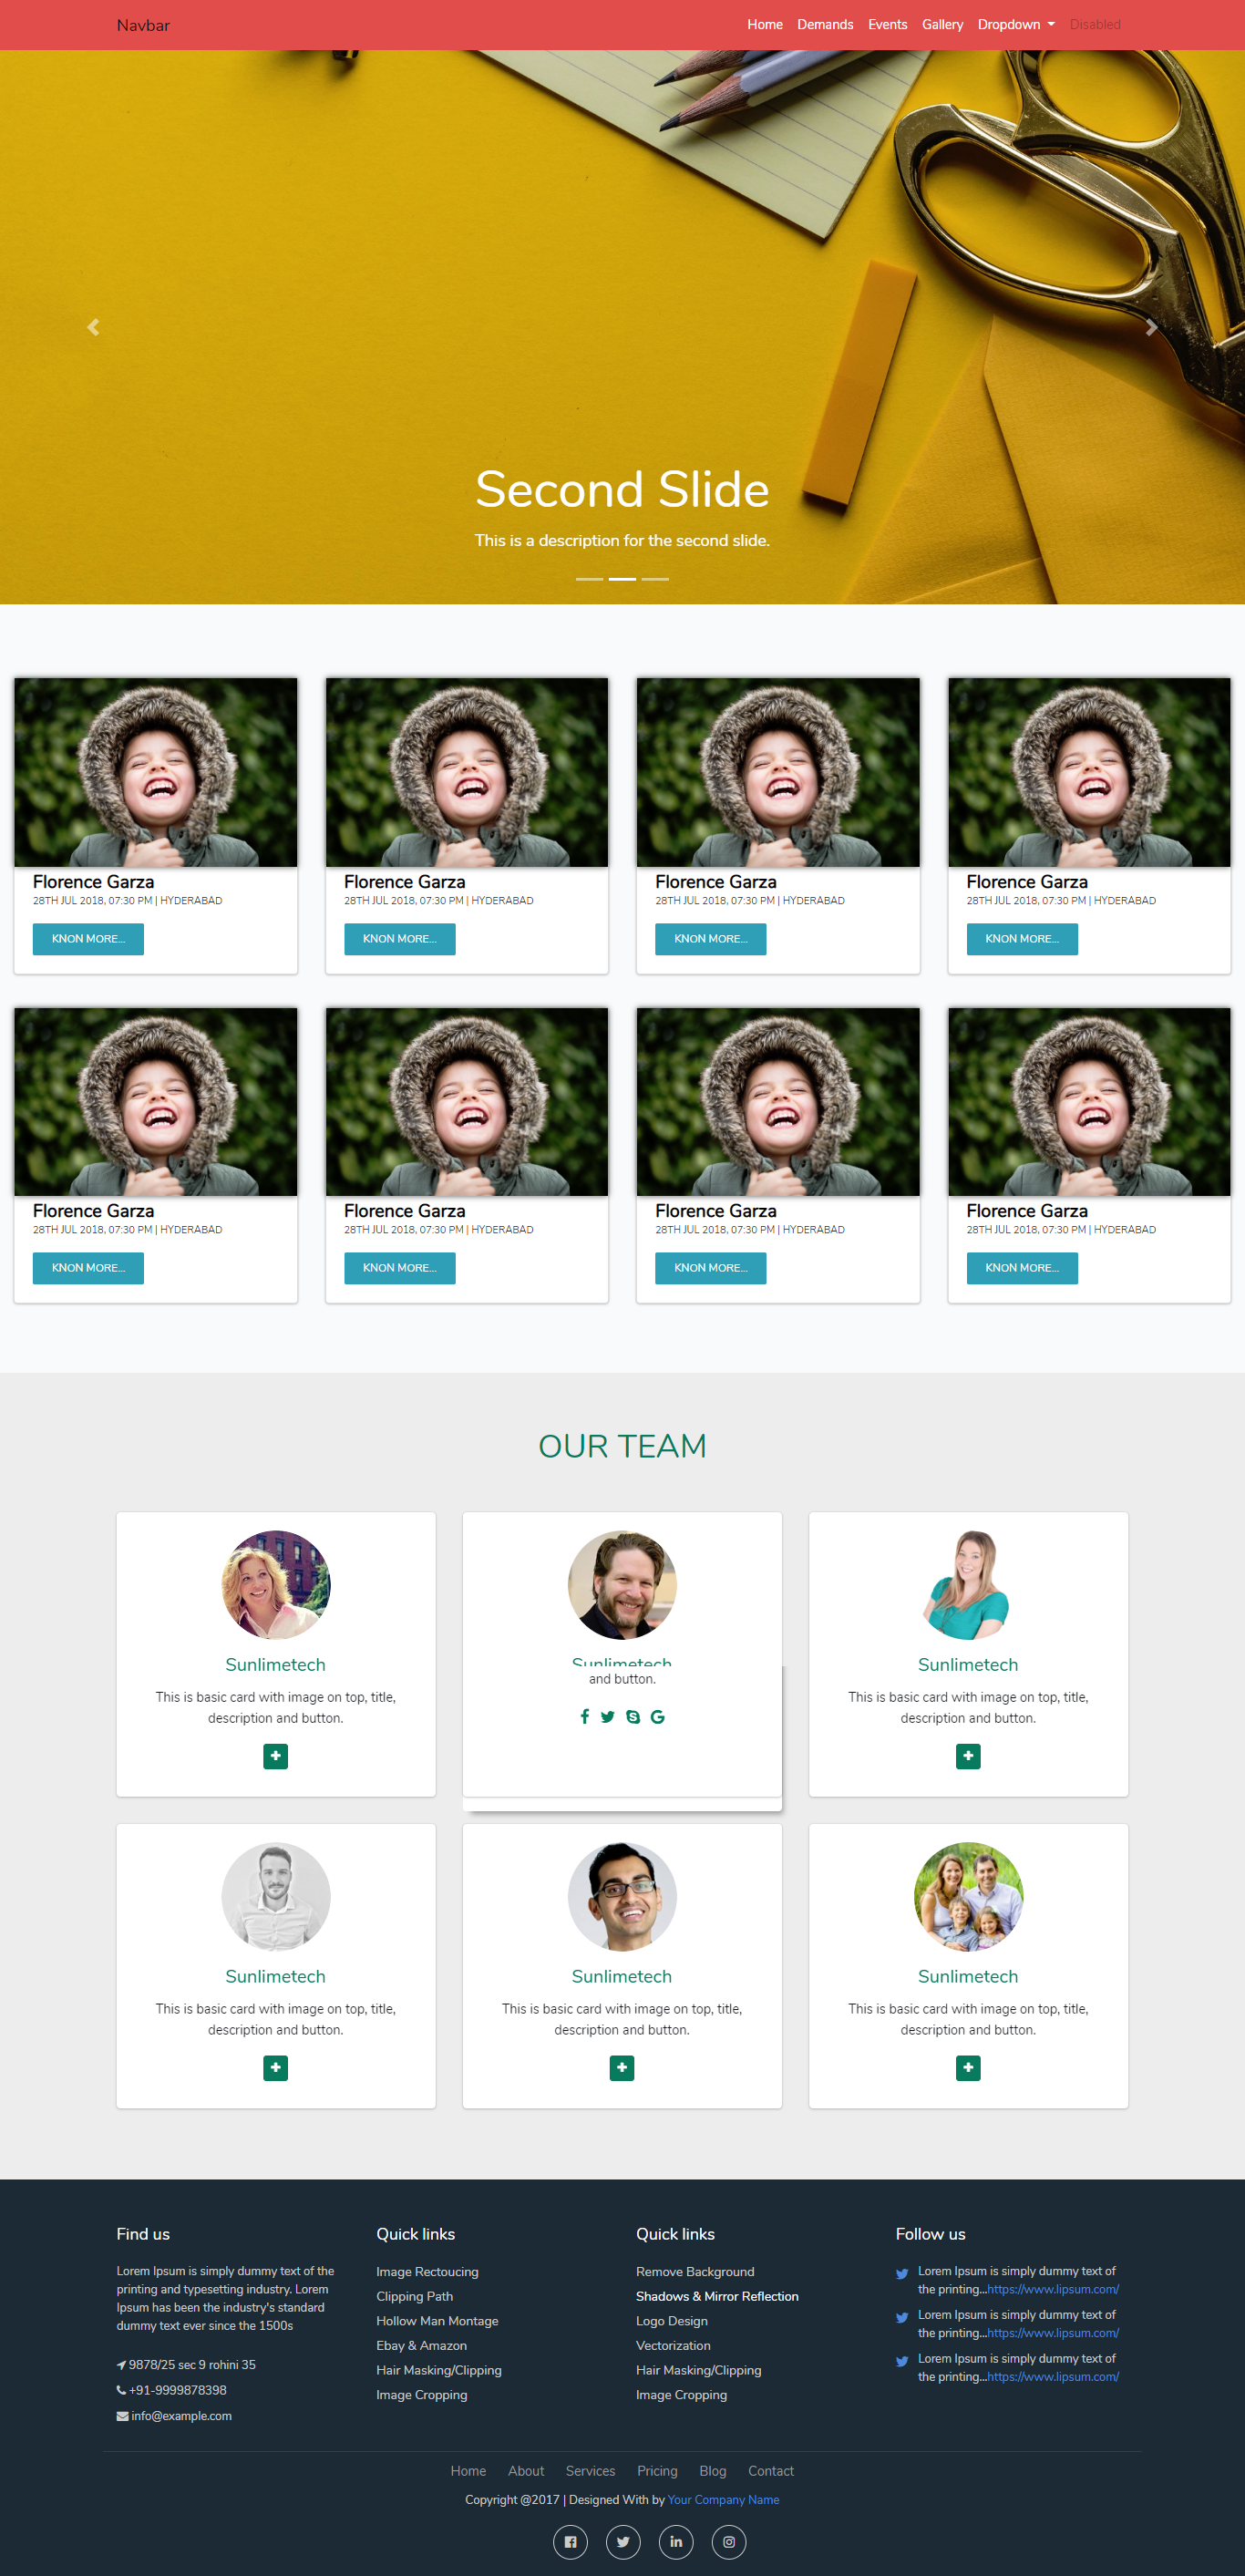 Navbar
Home Demands Events Gallery Dropdown Disabled
Second Slide
This is a description for the second slide.
Florence Garza
28TH JUL 2018, 07:30 PM | HYDERABAD
KNON MORE...
Florence Garza
28TH JUL 2018, 07:30 PM | HYDERABAD
KNON MORE...
Florence Garza
28TH JUL 2018, 07:30 PM | HYDERABAD
KNON MORE...
Florence Garza
28TH JUL 2018, 07:30 PM | HYDERABAD
KNON MORE...
Florence Garza
28TH JUL 2018, 07:30 PM | HYDERABAD
KNON MORE...
Florence Garza
28TH JUL 2018, 07:30 PM | HYDERABAD
KNON MORE...
Florence Garza
28TH JUL 2018, 07:30 PM | HYDERABAD
KNON MORE...
Florence Garza
28TH JUL 2018, 07:30 PM | HYDERABAD
KNON MORE...
OUR TEAM
Sunlimetech
This is basic card with image on top, title,
description and button.
Sunlimetech
and button.
Sunlimetech
This is basic card with image on top, title,
description and button.
Sunlimetech
This is basic card with image on top, title,
description and button.
Sunlimetech
This is basic card with image on top, title,
description and button.
Sunlimetech
This is basic card with image on top, title,
description and button.
Find us
Lorem Ipsum is simply dummy text of the
printing and typesetting industry. Lorem
Ipsum has been the industry's standard
dummy text ever since the 1500s
9878/25 sec 9 rohini 35
+91-9999878398
info@example.com
Quick links
Image Rectoucing
Clipping Path
Hollow Man Montage
Ebay & Amazon
Hair Masking/Clipping
Image Cropping
Quick links
Remove Background
Shadows & Mirror Reflection
Logo Design
Vectorization
Hair Masking/Clipping
Image Cropping
Follow us
Lorem Ipsum is simply dummy text of
the printing...https://www.lipsum.com/
Lorem Ipsum is simply dummy text of
the printing...https://www.lipsum.com/
Lorem Ipsum is simply dummy text of
the printing...https://www.lipsum.com/
Home About Services Pricing Blog Contact
Copyright @2017 | Designed With by Your Company Name